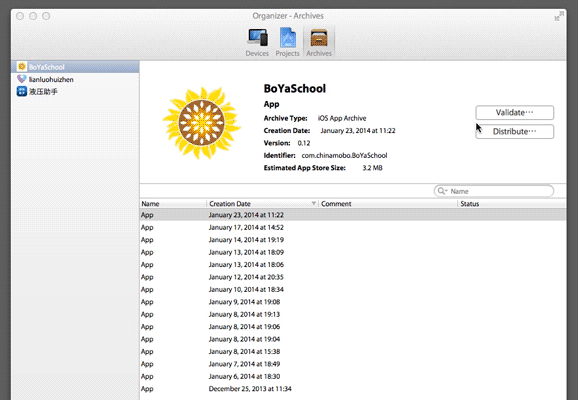 Organizer - Archives
Devices Projects Archives
BoYaSchool
lianluohuizhen
液压助手
BoYaSchool
App
Archive Type: iOS App Archive
Creation Date: January 23, 2014 at 11:22
Version: 0.12
Identifier: com.chinamobo.BoYaSchool
Estimated App Store Size: 3.2 MB
Validate...
Distribute...
Name
Name Creation Date Comment Status
App January 23, 2014 at 11:22
App January 17, 2014 at 14:52
App January 14, 2014 at 19:19
App January 13, 2014 at 18:09
App January 13, 2014 at 18:06
App January 12, 2014 at 20:35
App January 10, 2014 at 18:34
App January 9, 2014 at 19:08
App January 8, 2014 at 19:13
App January 8, 2014 at 19:06
App January 8, 2014 at 19:04
App January 8, 2014 at 15:38
App January 7, 2014 at 18:49
App January 6, 2014 at 18:30
App December 25, 2013 at 11:34